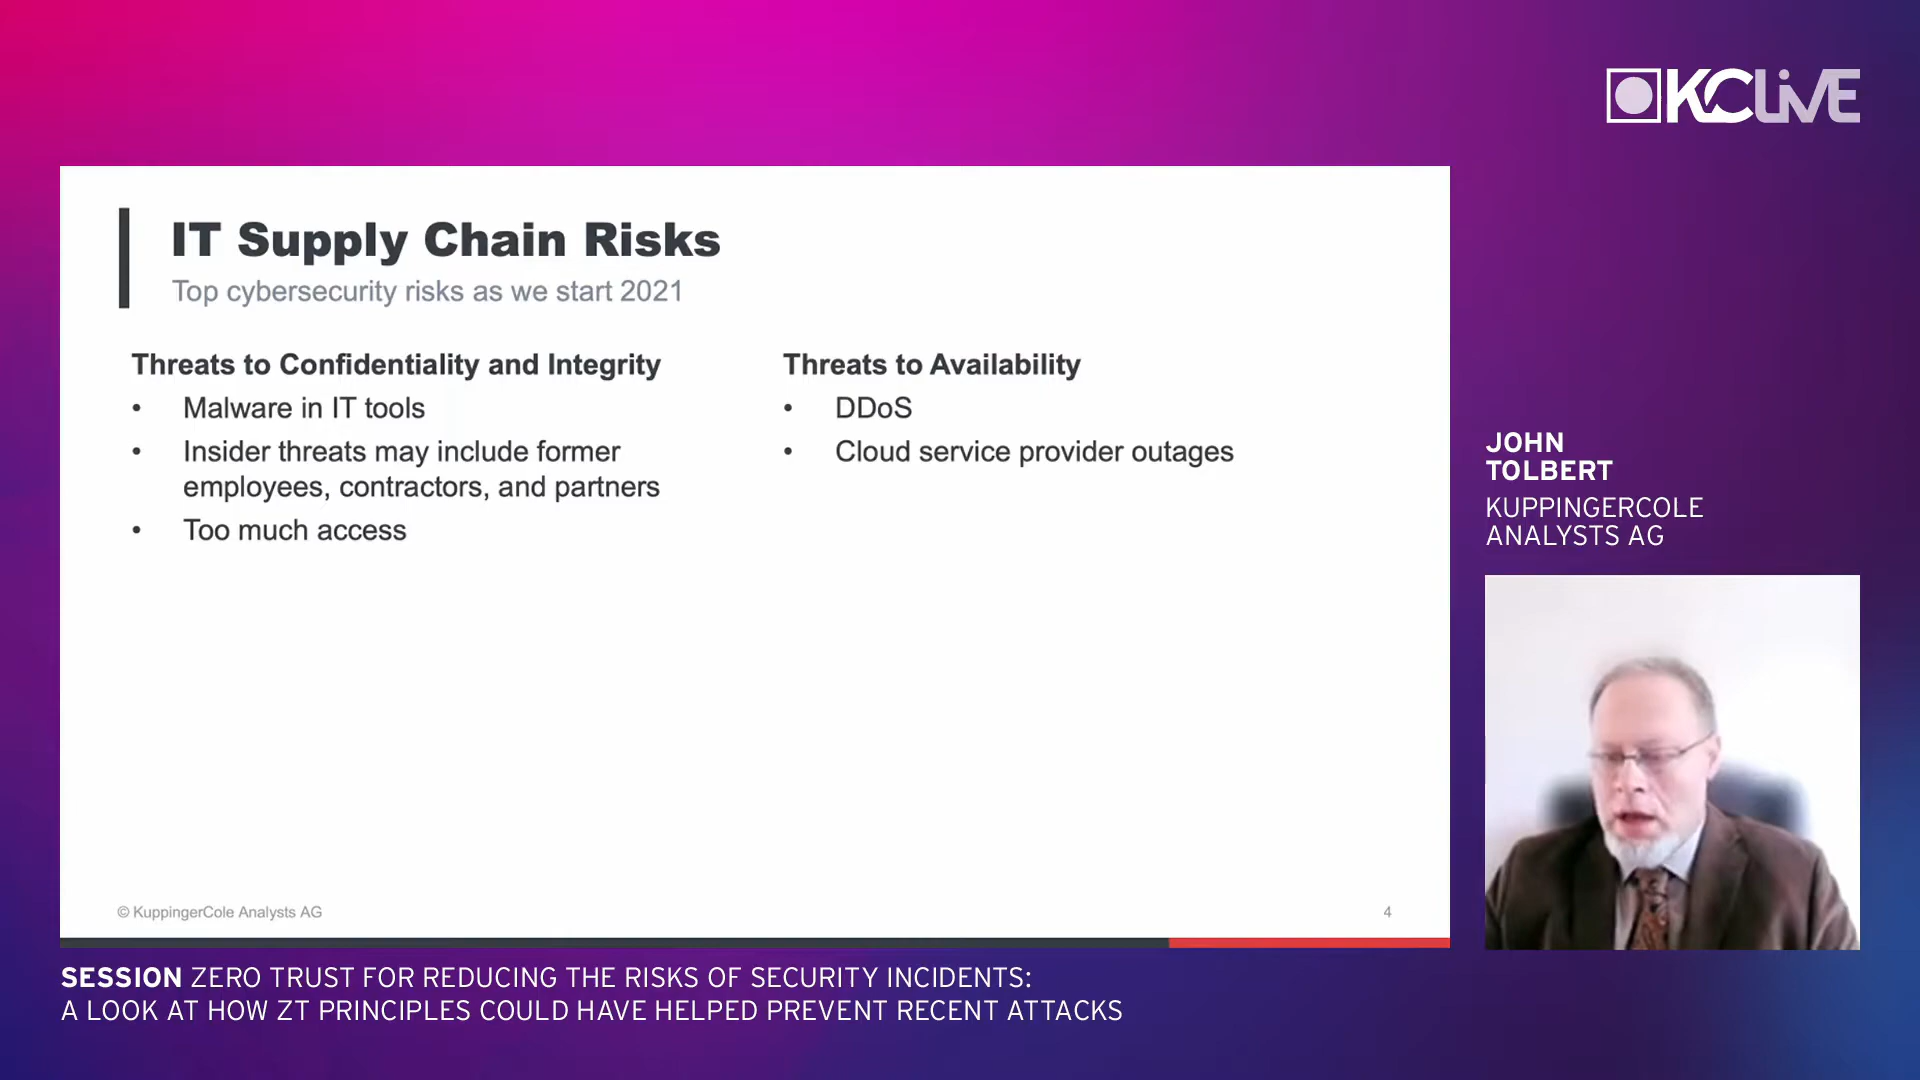 KCLIVE
IT Supply Chain Risks
Top cybersecurity risks as we start 2021
Threats to Confidentiality and Integrity
• Malware in IT tools
• Insider threats may include former
employees, contractors, and partners
• Too much access
Threats to Availability
• DDoS
• Cloud service provider outages
© KuppingerCole Analysts AG
4
JOHN
TOLBERT
KUPPINGERCOLE
ANALYSTS AG
SESSION ZERO TRUST FOR REDUCING THE RISKS OF SECURITY INCIDENTS:
A LOOK AT HOW ZT PRINCIPLES COULD HAVE HELPED PREVENT RECENT ATTACKS